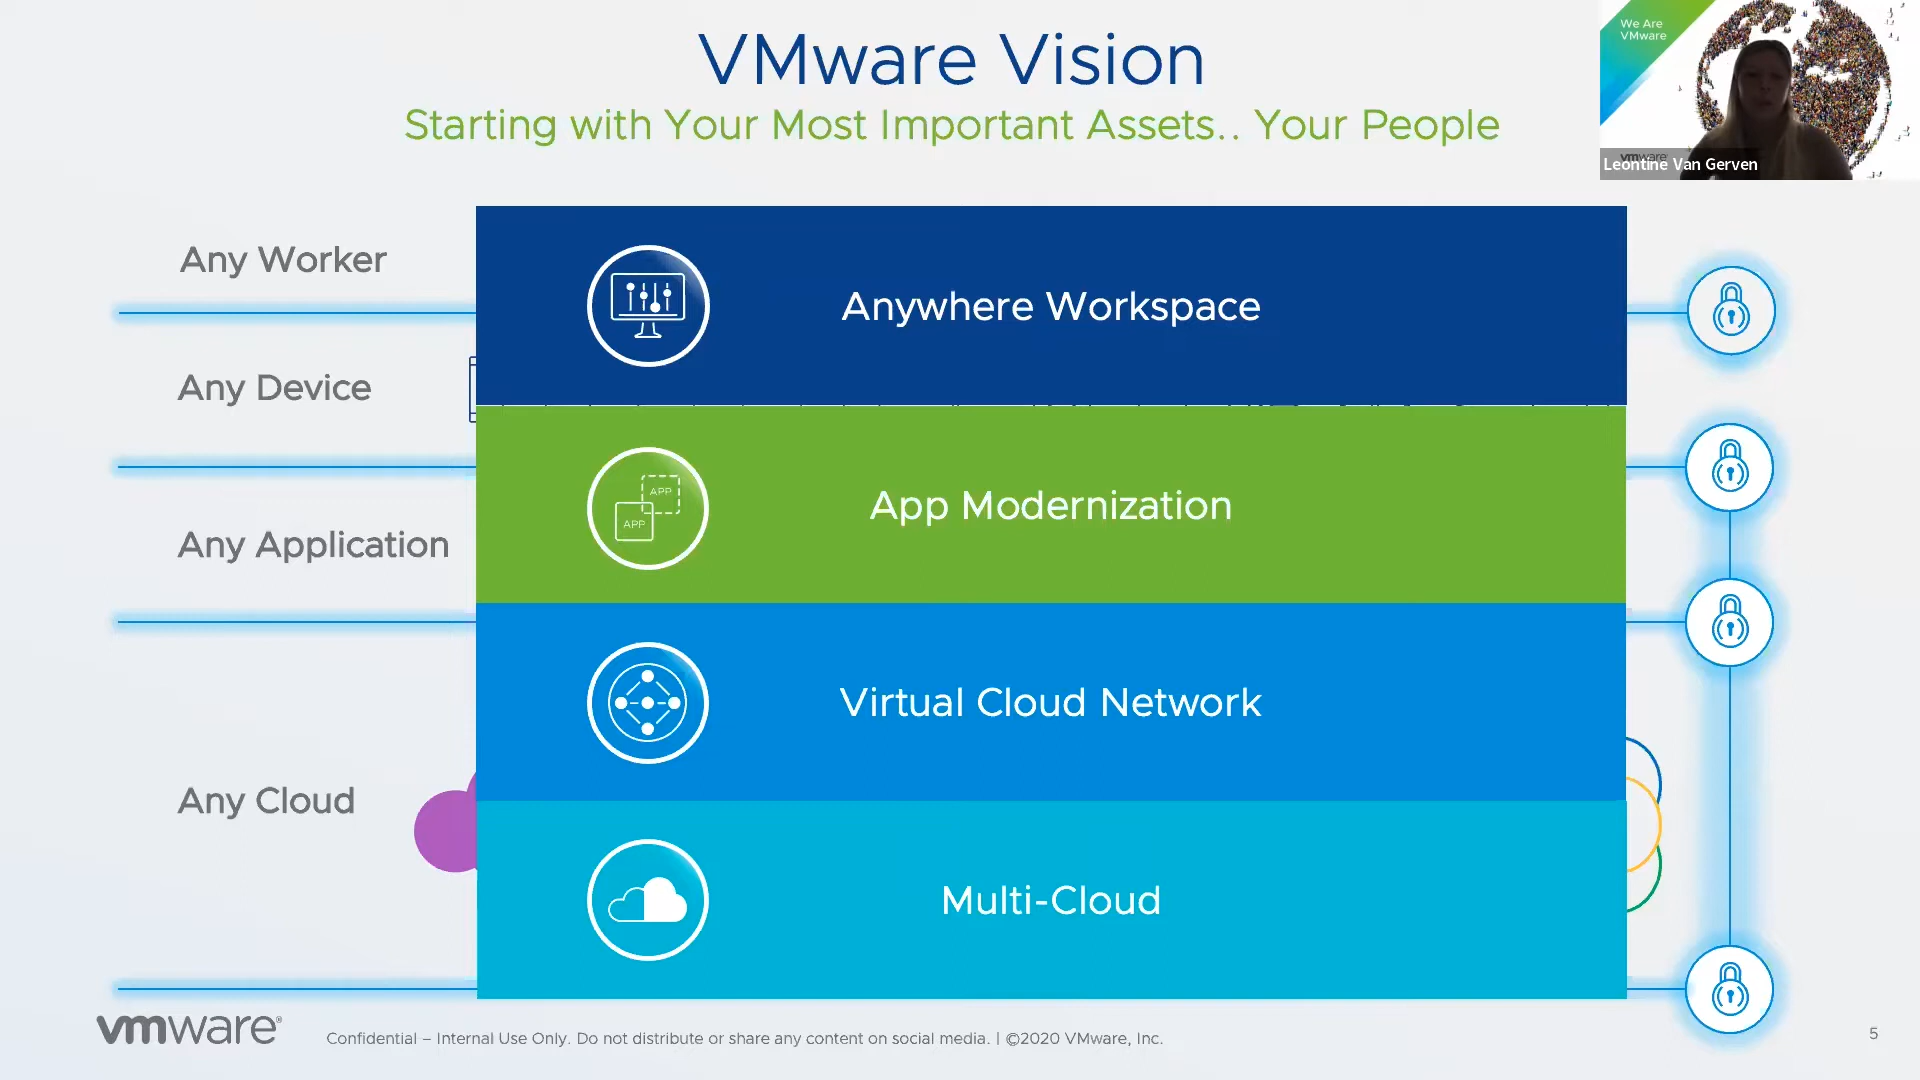 VMware Vision
Starting with Your Most Important Assets.. Your People
We Are
VMware
vmware
Leontine Van Gerven
Any Worker
Anywhere Workspace
Any Device
App Modernization
APP
APP
Any Application
Virtual Cloud Network
Any Cloud
Multi-Cloud
vmware®
Confidential – Internal Use Only. Do not distribute or share any content on social media. | ©2020 VMware, Inc.
5